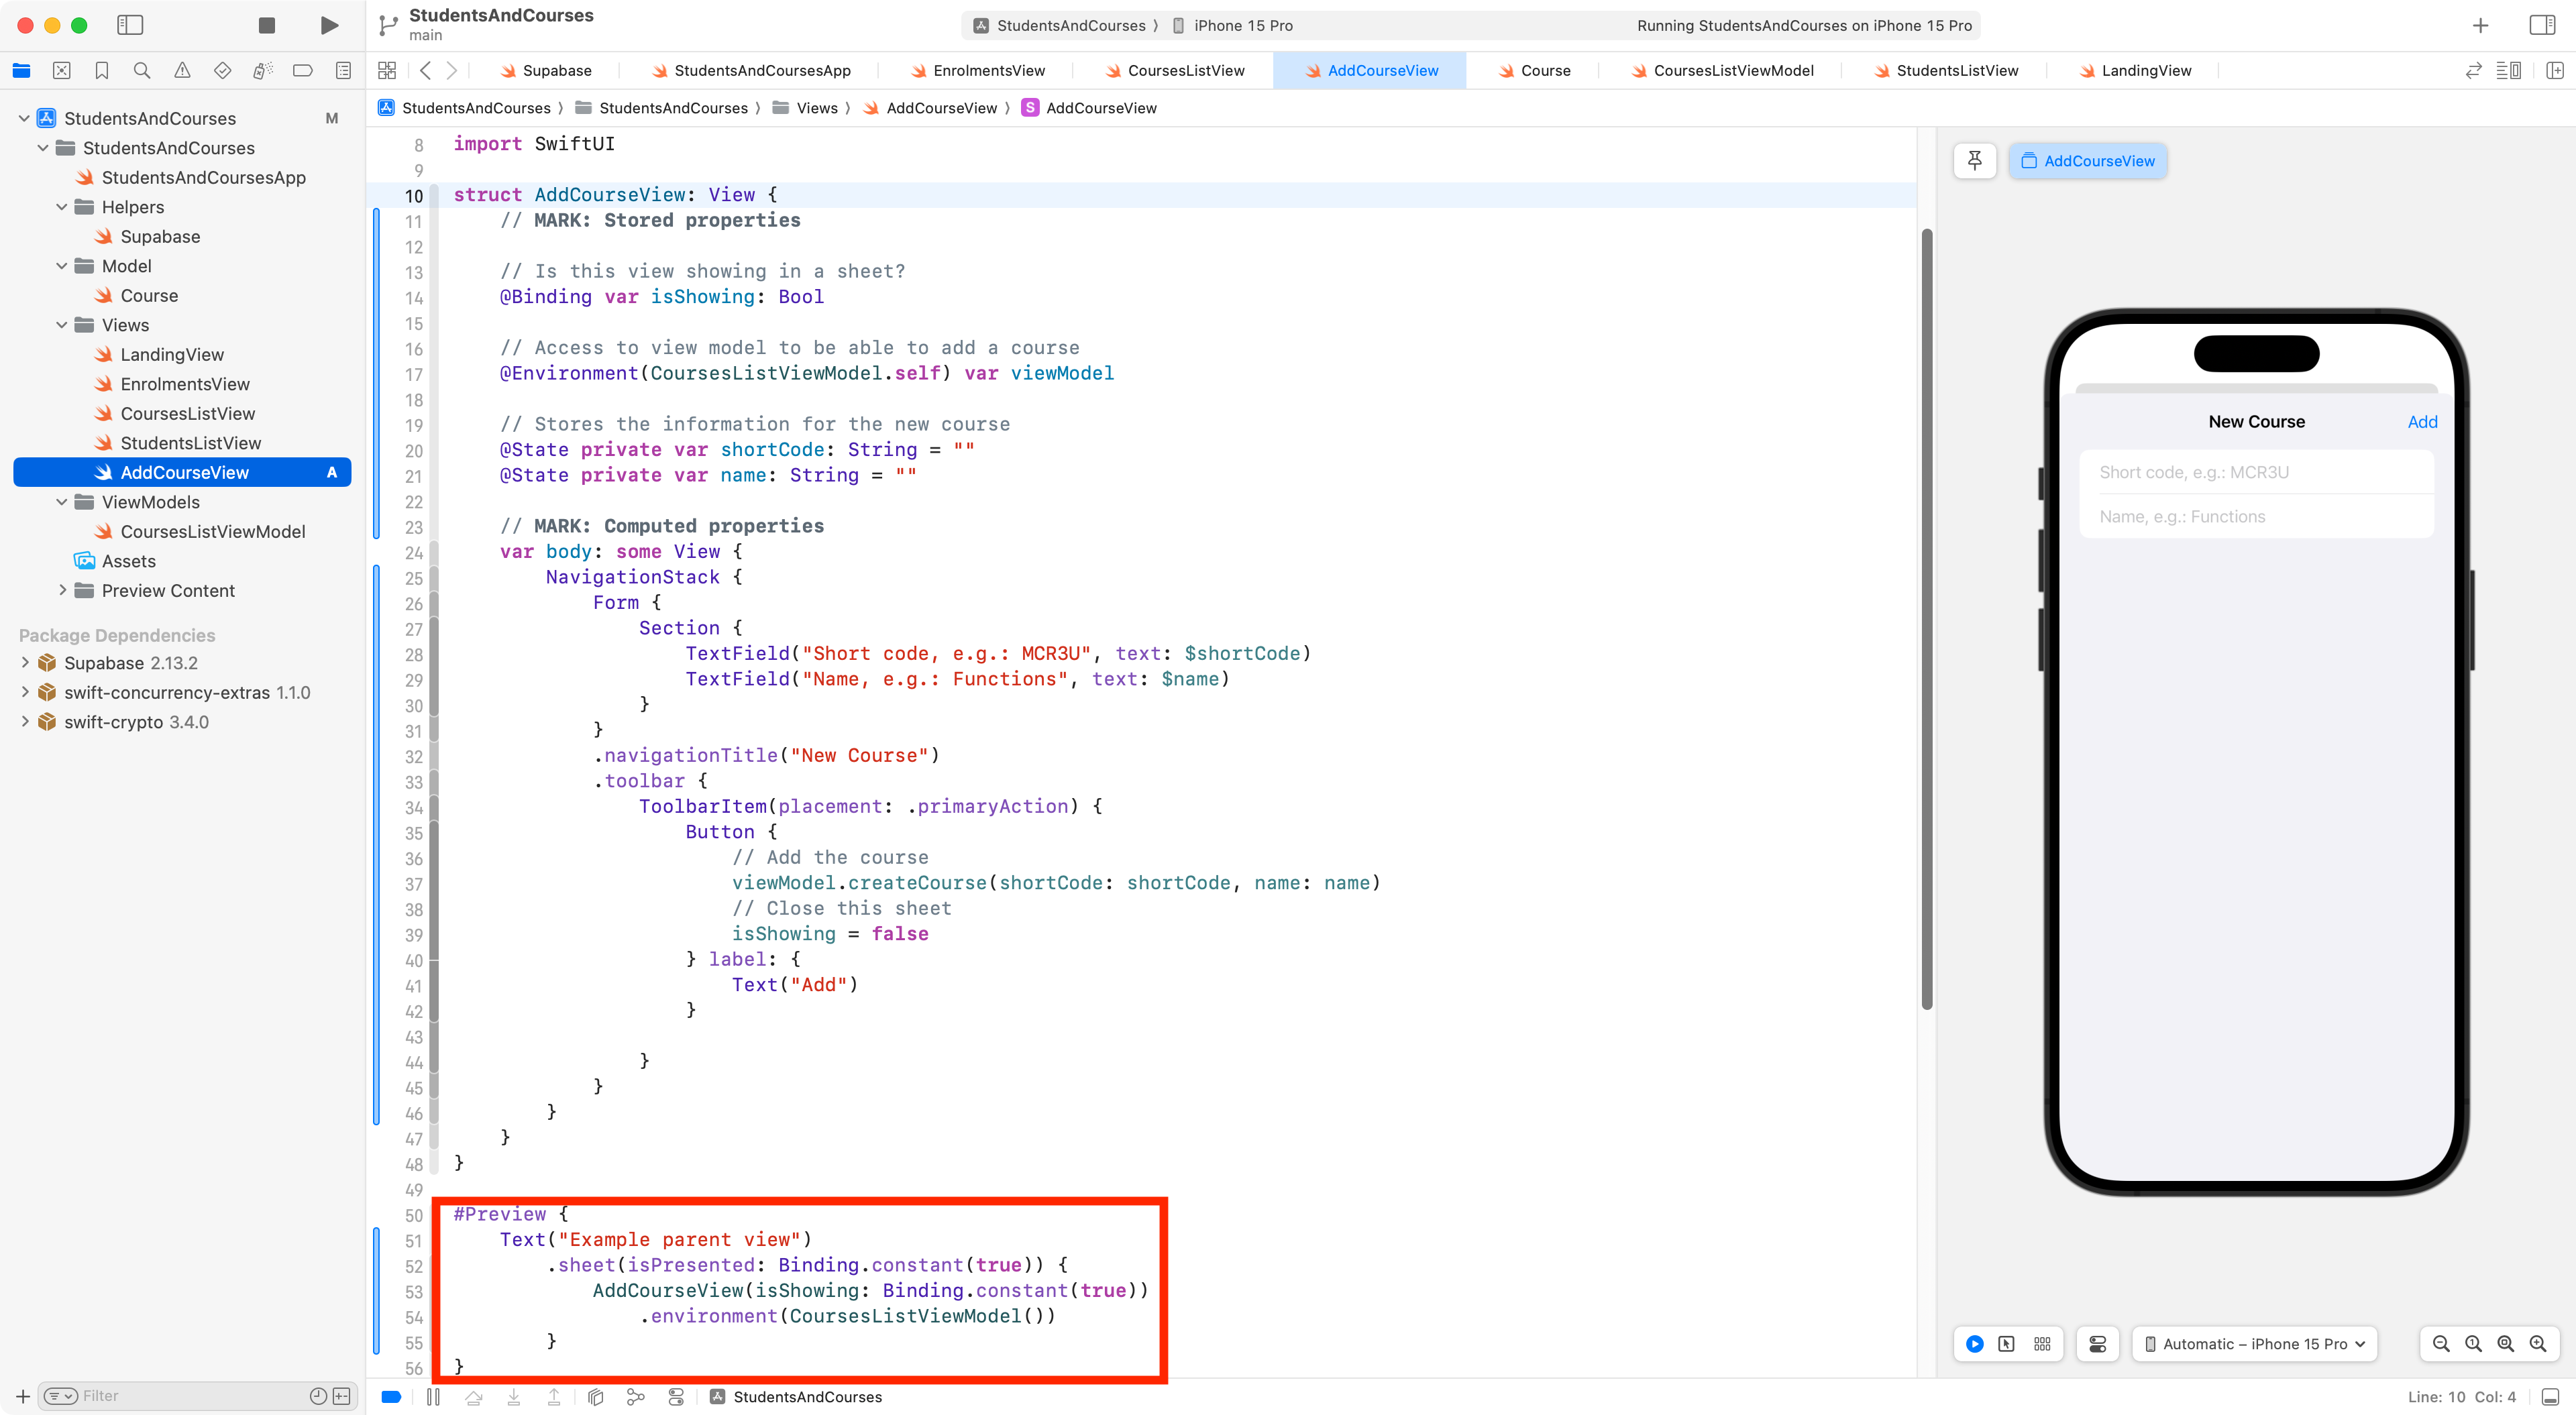 StudentsAndCourses
main
StudentsAndCourses 〉 iPhone 15 Pro
Running StudentsAndCourses on iPhone 15 Pro
Supabase
StudentsAndCoursesApp
EnrolmentsView
CoursesListView
AddCourseView
Course
CoursesListViewModel
StudentsListView
LandingView
StudentsAndCourses 〉 StudentsAndCourses 〉 Views 〉 AddCourseView 〉 S AddCourseView
StudentsAndCourses M
StudentsAndCourses
StudentsAndCoursesApp
Helpers
Supabase
Model
Course
Views
LandingView
EnrolmentsView
CoursesListView
StudentsListView
AddCourseView A
ViewModels
CoursesListViewModel
Assets
Preview Content
Package Dependencies
Supabase 2.13.2
swift-concurrency-extras 1.1.0
swift-crypto 3.4.0
Filter
8 import SwiftUI
9
10 struct AddCourseView: View {
11 // MARK: Stored properties
12
13 // Is this view showing in a sheet?
14 @Binding var isShowing: Bool
15
16 // Access to view model to be able to add a course
17 @Environment(CoursesListViewModel.self) var viewModel
18
19 // Stores the information for the new course
20 @State private var shortCode: String = ""
21 @State private var name: String = ""
22
23 // MARK: Computed properties
24 var body: some View {
25 NavigationStack {
26 Form {
27 Section {
28 TextField("Short code, e.g.: MCR3U", text: $shortCode)
29 TextField("Name, e.g.: Functions", text: $name)
30 }
31 }
32 .navigationTitle("New Course")
33 .toolbar {
34 ToolbarItem(placement: .primaryAction) {
35 Button {
36 // Add the course
37 viewModel.createCourse(shortCode: shortCode, name: name)
38 // Close this sheet
39 isShowing = false
40 } label: {
41 Text("Add")
42 }
43
44 }
45 }
46 }
47 }
48 }
49
50 #Preview {
51 Text("Example parent view")
52 .sheet(isPresented: Binding.constant(true)) {
53 AddCourseView(isShowing: Binding.constant(true))
54 .environment(CoursesListViewModel())
55 }
56 }
AddCourseView
New Course
Add
Short code, e.g.: MCR3U
Name, e.g.: Functions
Automatic – iPhone 15 Pro
StudentsAndCourses
Line: 10 Col: 4